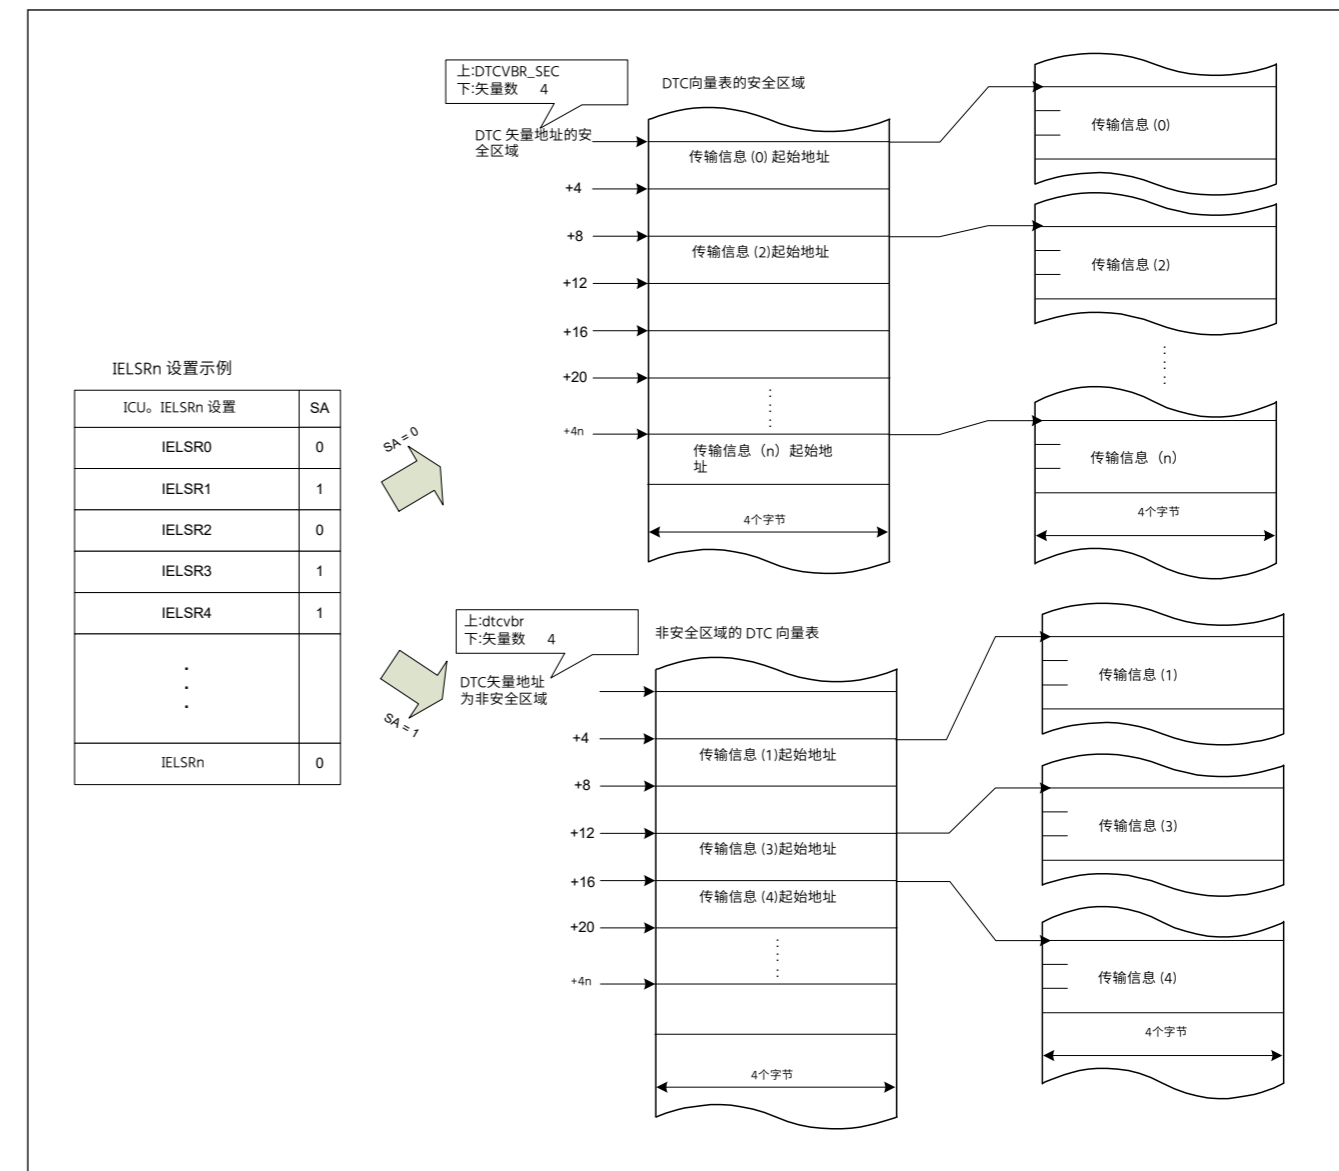 上:DTCVBR_SEC
下:矢量数 4
DTC向量表的安全区域
DTC 矢量地址的安
全区域
传输信息 (0) 起始地址
+4
+8
传输信息 (2)起始地址
+12
+16
+20
+4n
传输信息（n）起始地
址
4个字节
传输信息 (0)
传输信息 (2)
传输信息（n）
4个字节
IELSRn 设置示例
ICU。IELSRn 设置 SA
IELSR0 0
IELSR1 1
IELSR2 0
IELSR3 1
IELSR4 1
IELSRn 0
SA = 0
SA = 1
上:dtcvbr
下:矢量数 4
非安全区域的 DTC 向量表
DTC矢量地址
为非安全区域
+4
传输信息 (1)起始地址
+8
+12
传输信息 (3)起始地址
+16
传输信息 (4)起始地址
+20
+4n
4个字节
传输信息 (1)
传输信息 (3)
传输信息 (4)
4个字节